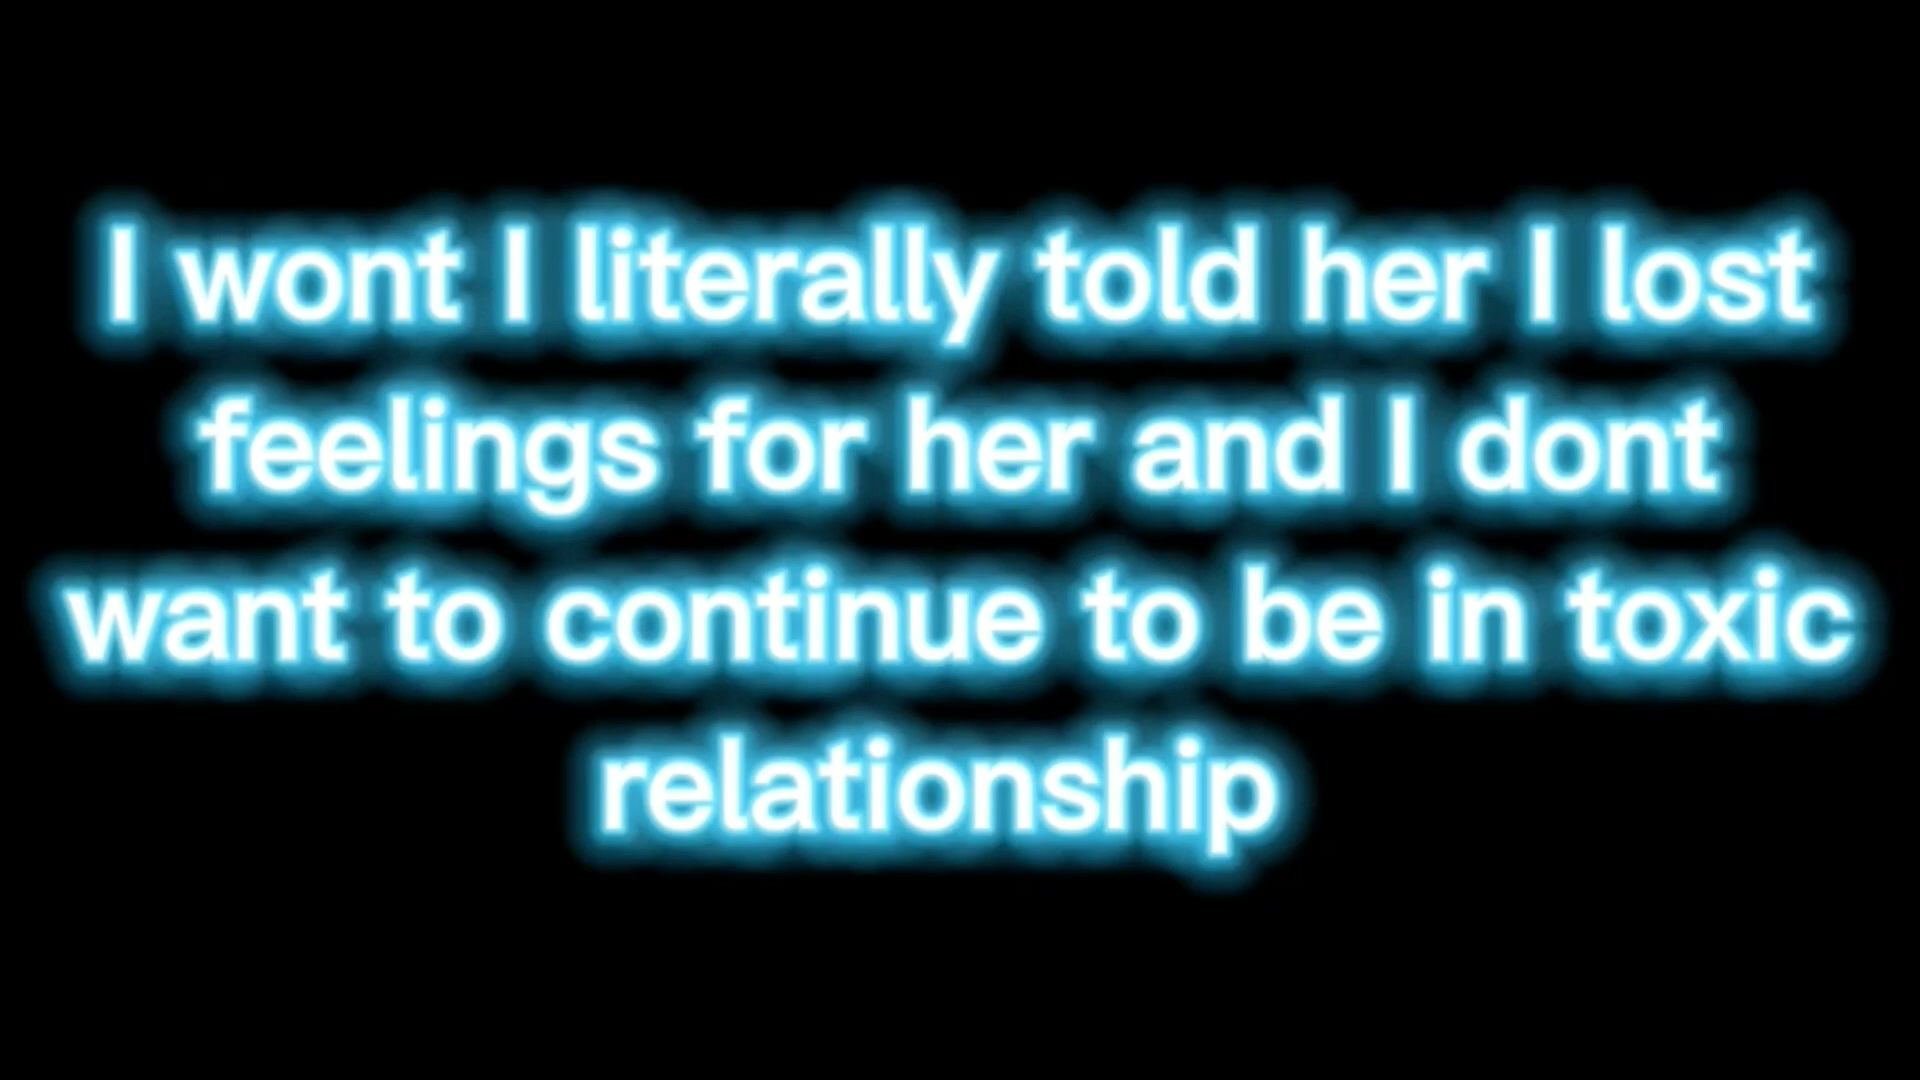 I wont I literally told her I lost
feelings for her and I dont
want to continue to be in toxic
relationship